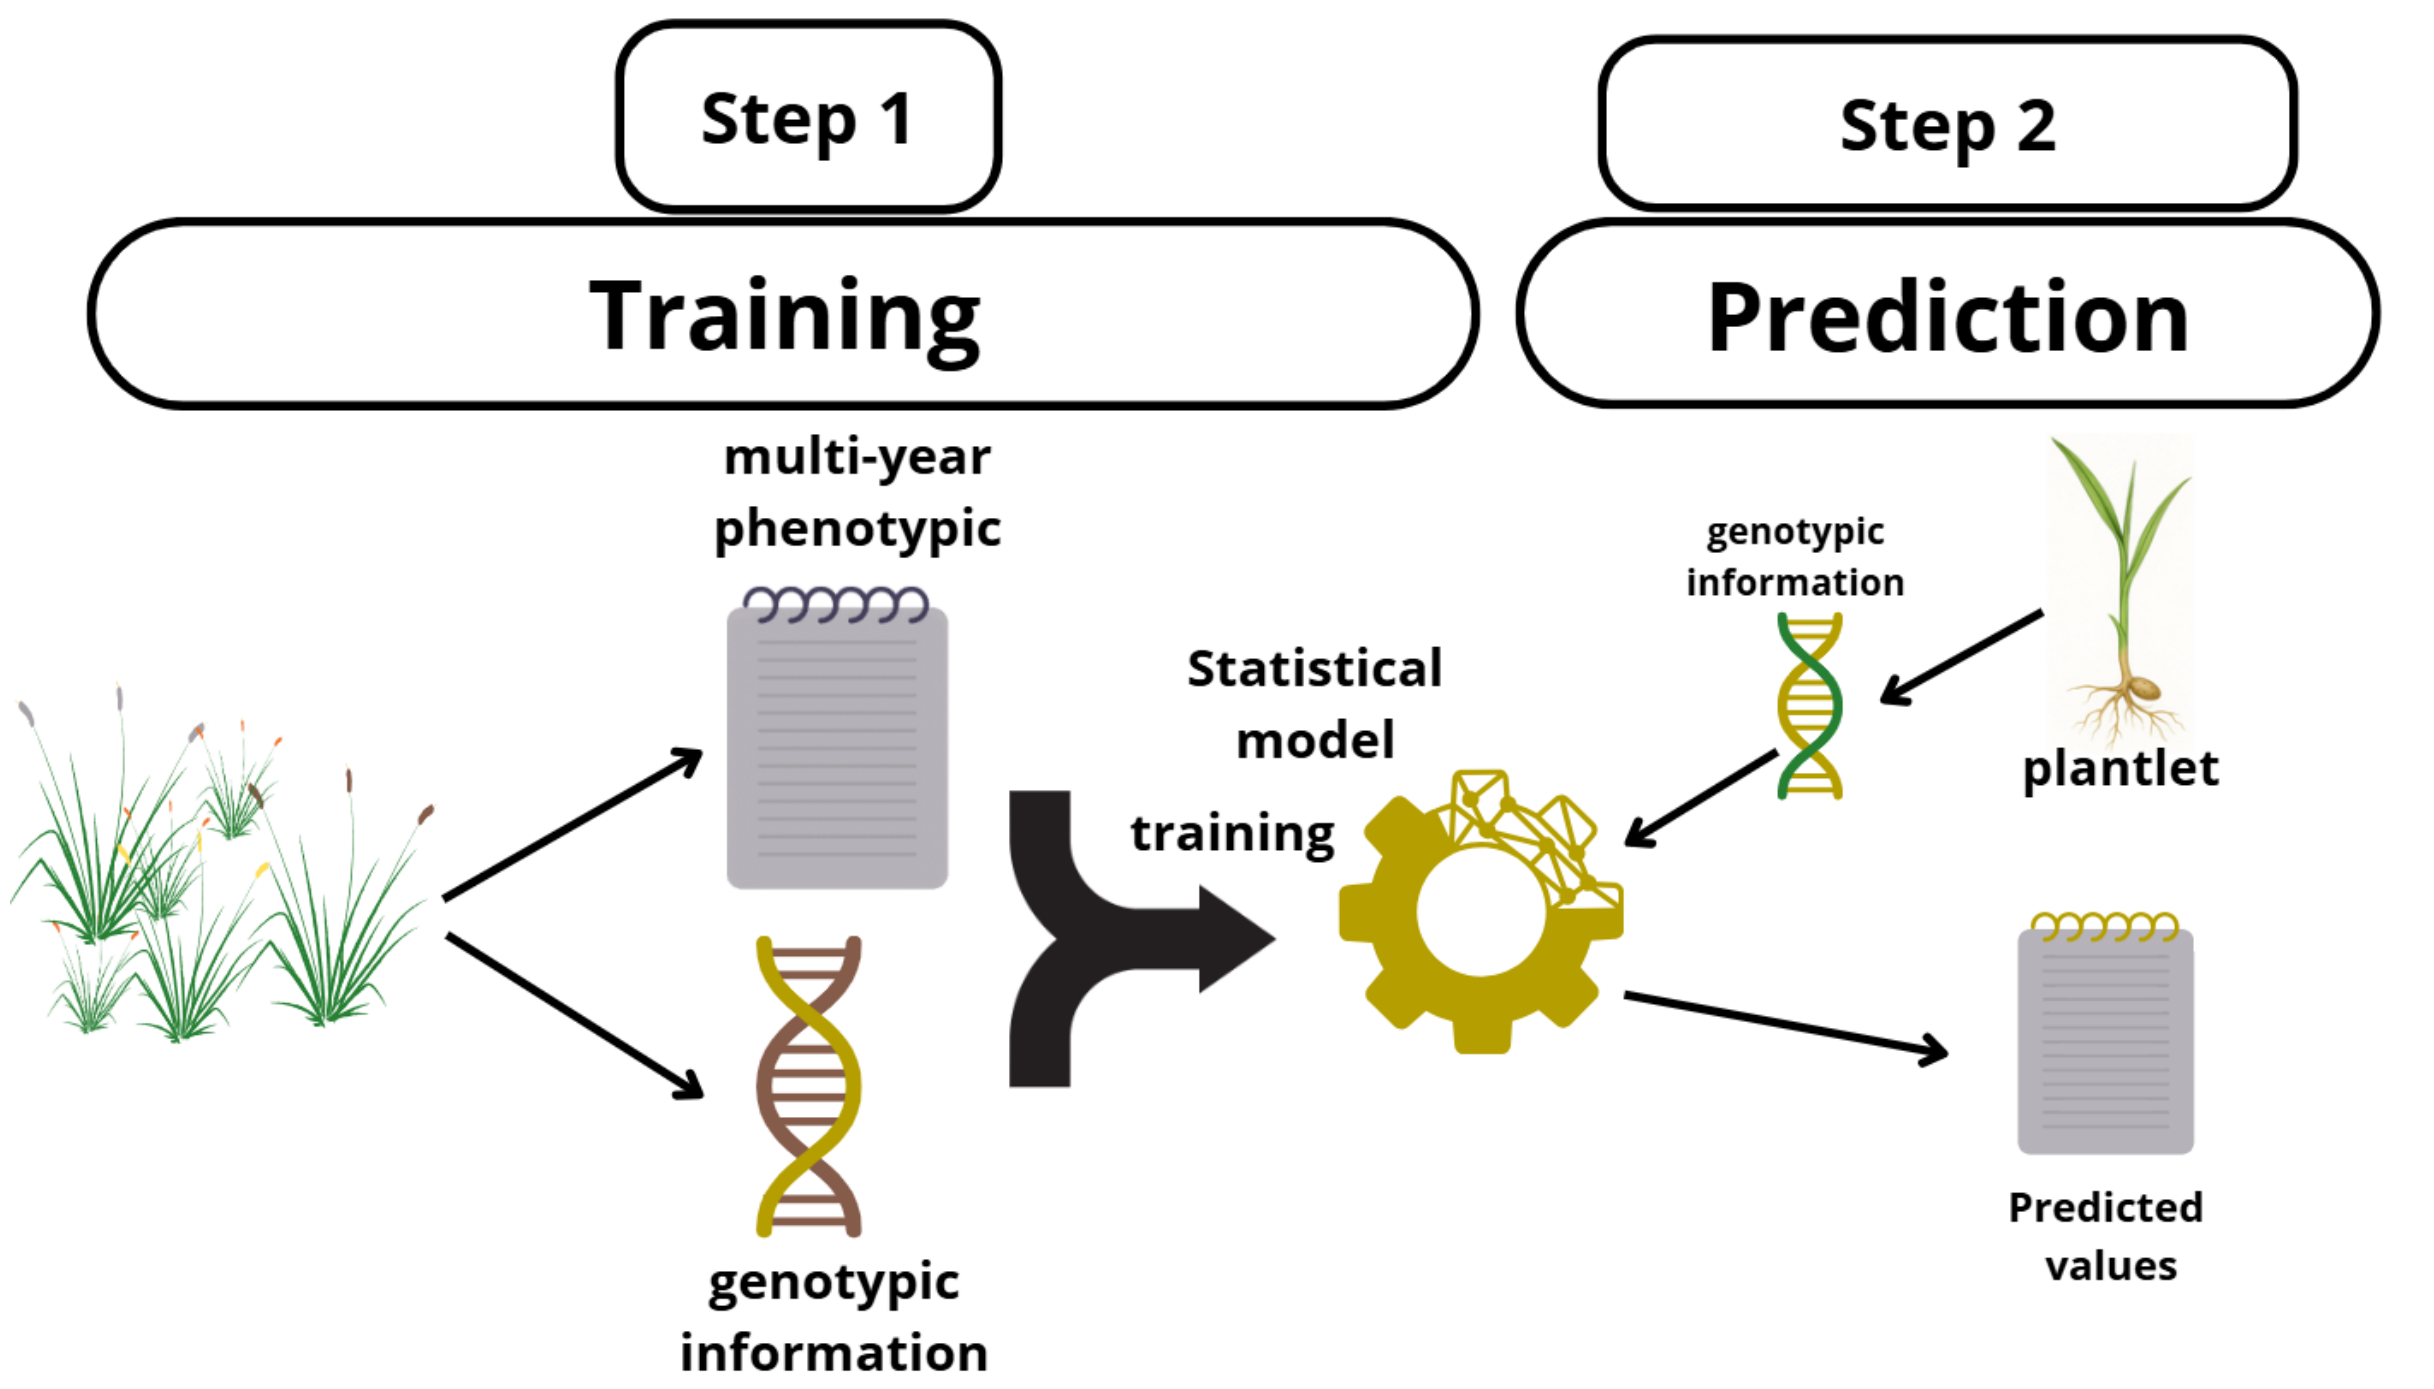 Step 1
Step 2
Training
Prediction
multi-year
phenotypic
genotypic
information
Statistical
model
training
plantlet
genotypic
information
Predicted
values